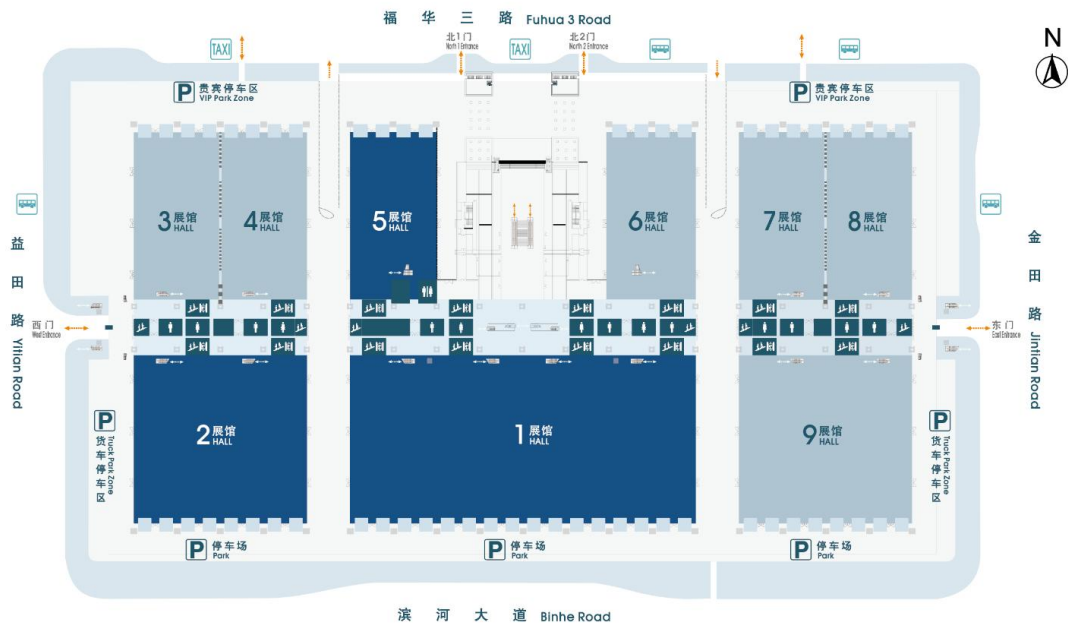 福华三路 Fuhua 3 Road
北1门
North 1 Entrance
北2门
North 2 Entrance
TAXI
TAXI
N
P 贵宾停车区
VIP Park Zone
P 贵宾停车区
VIP Park Zone
3 展馆
HALL
4 展馆
HALL
5 展馆
HALL
6 展馆
HALL
7 展馆
HALL
8 展馆
HALL
益田路 Yitian Road
金田路 Jintian Road
西门
West Entrance
东门
East Entrance
2 展馆
HALL
1 展馆
HALL
9 展馆
HALL
P
货车停车区
Truck Park Zone
P
货车停车区
Truck Park Zone
P 停车场
Park
P 停车场
Park
P 停车场
Park
滨河大道 Binhe Road